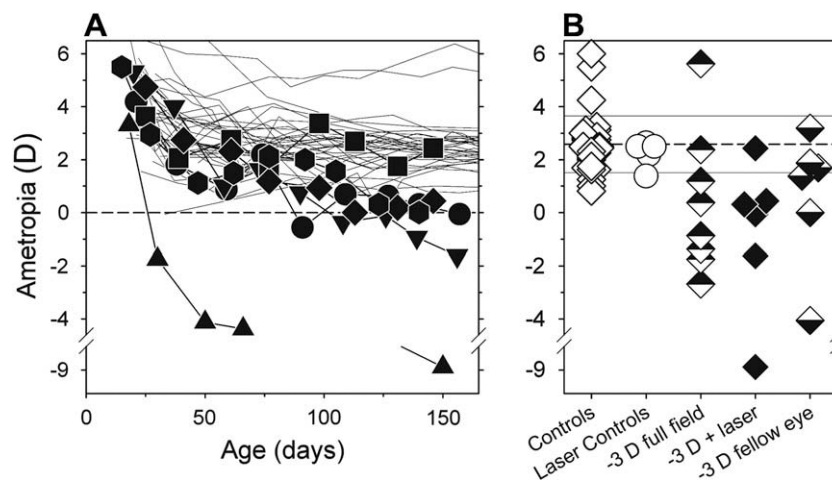 A
B
6
4
2
0
-2
-4
-9
Ametropia (D)
0
50
100
150
Age (days)
6
4
2
0
-2
-4
-9
Controls
Laser Controls
-3 D full field
-3 D + laser
-3 D fellow eye